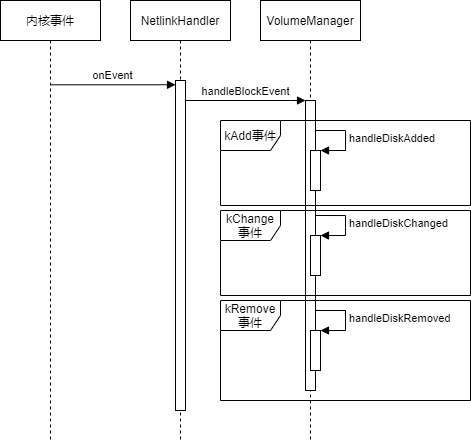 内核事件
NetlinkHandler
VolumeManager
onEvent
handleBlockEvent
kAdd事件
handleDiskAdded
kChange
事件
handleDiskChanged
kRemove
事件
handleDiskRemoved